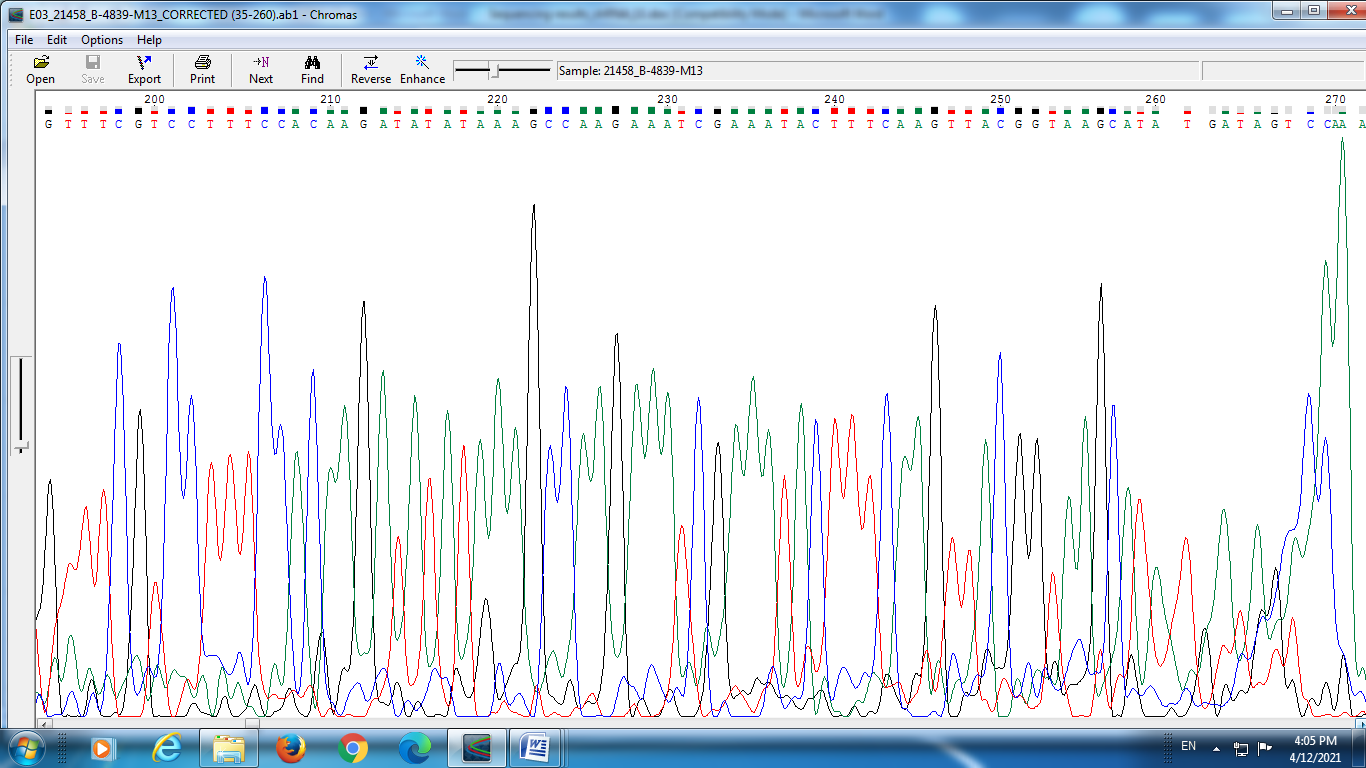 E03_21458_B-4839-M13_CORRECTED (35-260).ab1 - Chromas
File Edit Options Help
Open Save Export Print Next Find Reverse Enhance Sample: 21458_B-4839-M13
200 210 220 230 240 250 260 270
G T T T C G T C C T T T C C A C A A G A T A T A T A A A G C C A A G A A A T C G A A A T A C T T T C A A G T T A C G G T A A G C A T A T G A T A G T C C A A A
EN 4:05 PM
4/12/2021